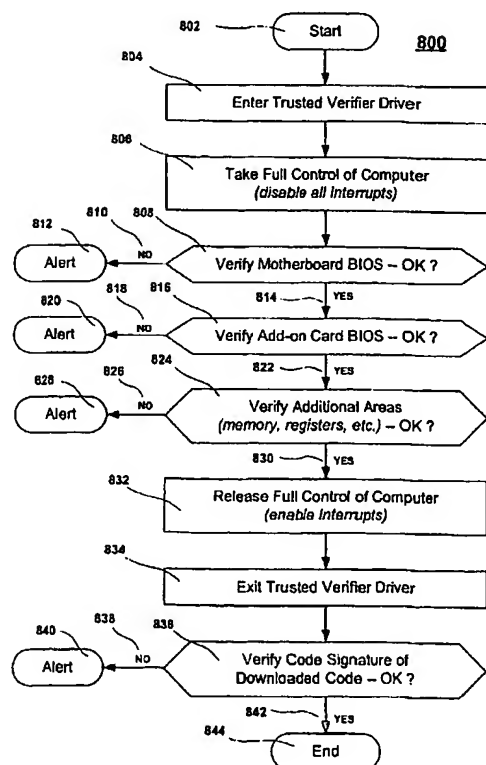 802
Start
800
804
Enter Trusted Verifier Driver
806
Take Full Control of Computer
(disable all Interrupts)
812
810
808
Alert
NO
Verify Motherboard BIOS – OK ?
814
YES
820
818
816
Alert
NO
Verify Add-on Card BIOS – OK ?
822
YES
828
826
824
Alert
NO
Verify Additional Areas
(memory, registers, etc.) – OK ?
830
YES
832
Release Full Control of Computer
(enable Interrupts)
834
Exit Trusted Verifier Driver
840
838
836
Alert
NO
Verify Code Signature of
Downloaded Code – OK ?
842
YES
844
End